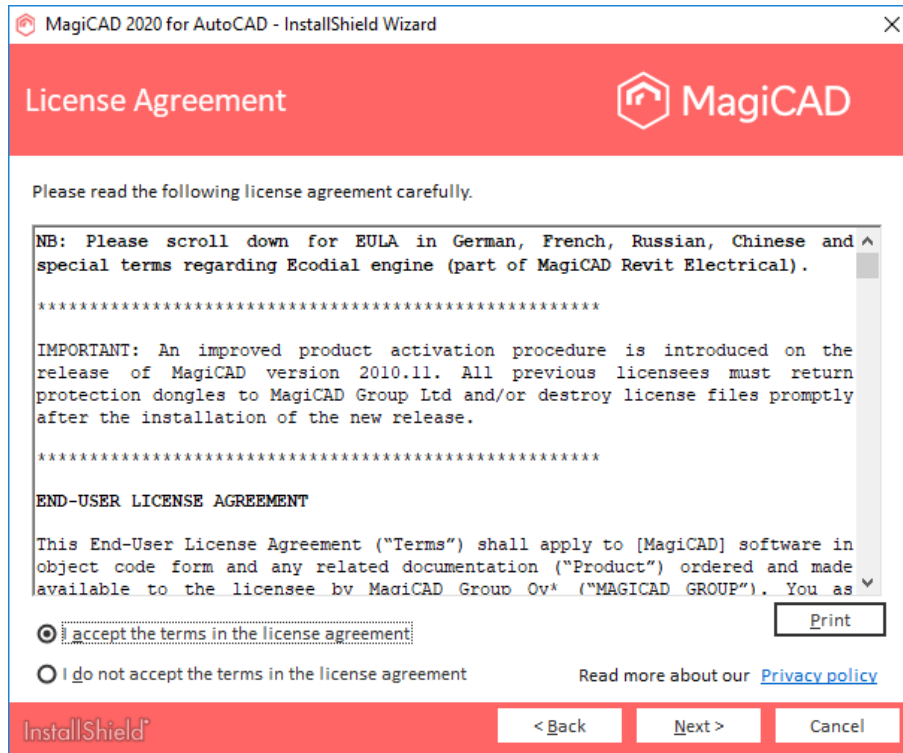 MagiCAD 2020 for AutoCAD - InstallShield Wizard
License Agreement
MagiCAD
Please read the following license agreement carefully.
NB: Please scroll down for EULA in German, French, Russian, Chinese and
special terms regarding Ecodial engine (part of MagiCAD Revit Electrical).
******************************************************
IMPORTANT: An improved product activation procedure is introduced on the
release of MagiCAD version 2010.11. All previous licensees must return
protection dongles to MagiCAD Group Ltd and/or destroy license files promptly
after the installation of the new release.
******************************************************
END-USER LICENSE AGREEMENT
This End-User License Agreement (“Terms”) shall apply to [MagiCAD] software in
object code form and any related documentation (“Product”) ordered and made
available to the licensee by MagiCAD Group Oy* (“MAGICAD GROUP”). You as
Print
I accept the terms in the license agreement
I do not accept the terms in the license agreement
Read more about our Privacy policy
InstallShield
< Back
Next >
Cancel